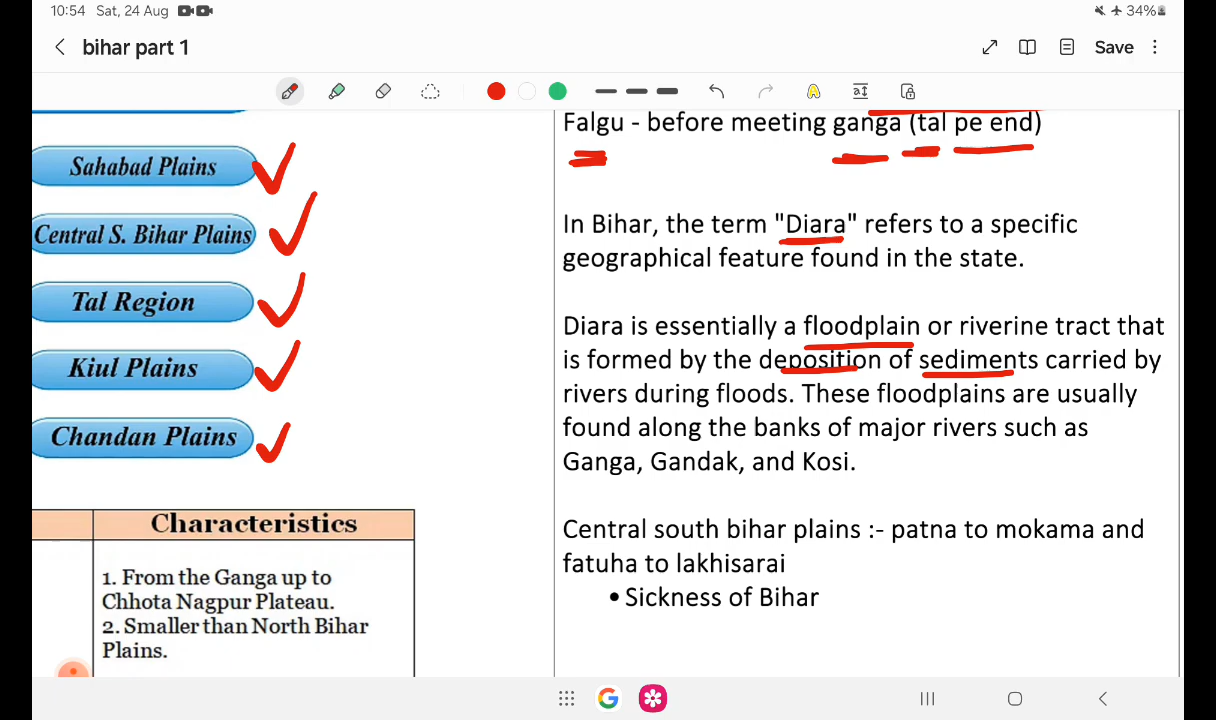 10:54 Sat, 24 Aug
34%
bihar part 1
Save
Sahabad Plains
Central S. Bihar Plains
Tal Region
Kiul Plains
Chandan Plains
Characteristics
1. From the Ganga up to
Chhota Nagpur Plateau.
2. Smaller than North Bihar
Plains.
Falgu - before meeting ganga (tal pe end)
In Bihar, the term "Diara" refers to a specific
geographical feature found in the state.
Diara is essentially a floodplain or riverine tract that
is formed by the deposition of sediments carried by
rivers during floods. These floodplains are usually
found along the banks of major rivers such as
Ganga, Gandak, and Kosi.
Central south bihar plains :- patna to mokama and
fatuha to lakhisarai
• Sickness of Bihar